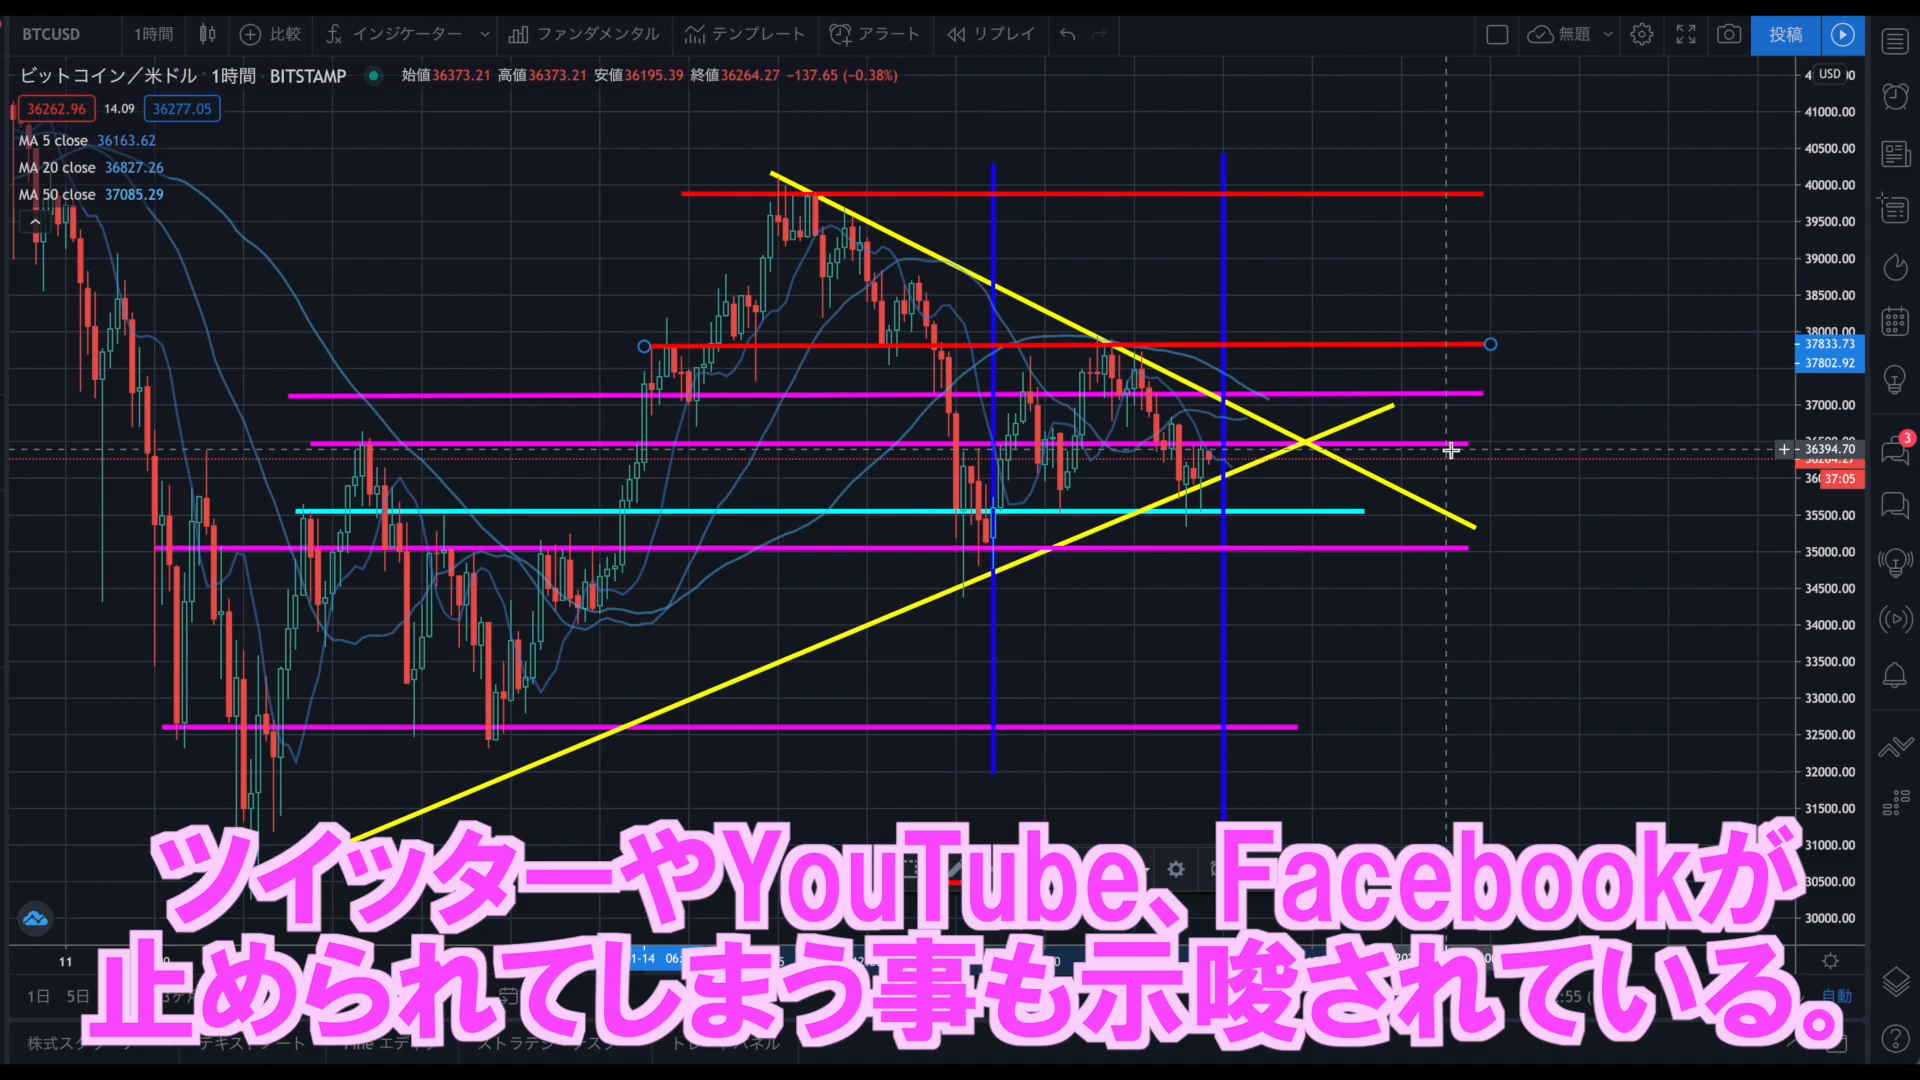 BTCUSD 1時間 比較 インジケーター ファンダメンタル テンプレート アラート リプレイ 無題 投稿
ビットコイン／米ドル 1時間 BITSTAMP 始値36373.21 高値36373.21 安値36195.39 終値36264.27 −137.65 (−0.38%)
USD
36262.96 14.09 36277.05
MA 5 close 36163.62
MA 20 close 36827.26
MA 50 close 37085.29
41000.00
40500.00
40000.00
39500.00
39000.00
38500.00
38000.00
37833.73
37802.92
37000.00
3
36394.70
37:05
35500.00
35000.00
34500.00
34000.00
33500.00
33000.00
32500.00
32000.00
31500.00
31000.00
30500.00
30000.00
ツイッターやYouTube、Facebookが
止められてしまう事も示唆されている。
11
1日 5日
自動